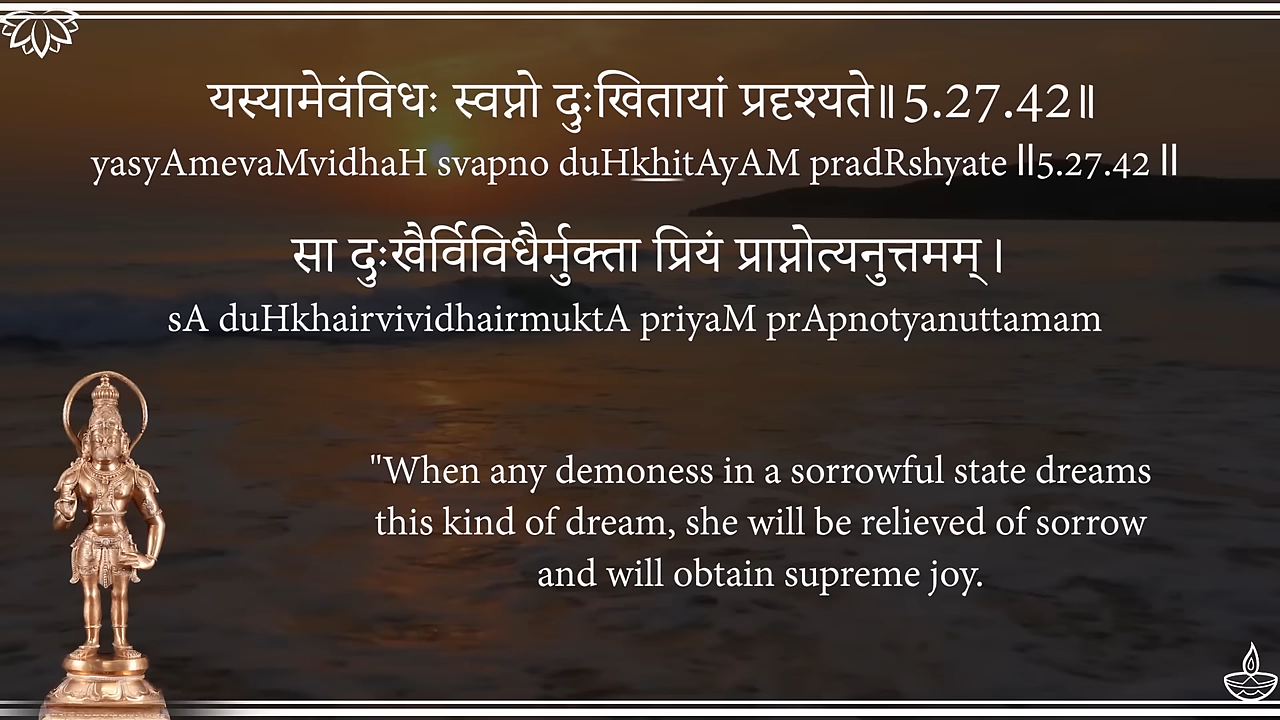 यस्यामेवंविधः स्वप्नो दुःखितायां प्रदृश्यते॥5.27.42॥
yasyAmevaMvidhaH svapno duHkhitAyAM pradRshyate ॥5.27.42 ॥
सा दुःखैर्विविधैर्मुक्ता प्रियं प्राप्नोत्यनुत्तमम् ।
sA duHkhairvividhairmuktA priyaM prApnotyanuttamam
"When any demoness in a sorrowful state dreams
this kind of dream, she will be relieved of sorrow
and will obtain supreme joy.